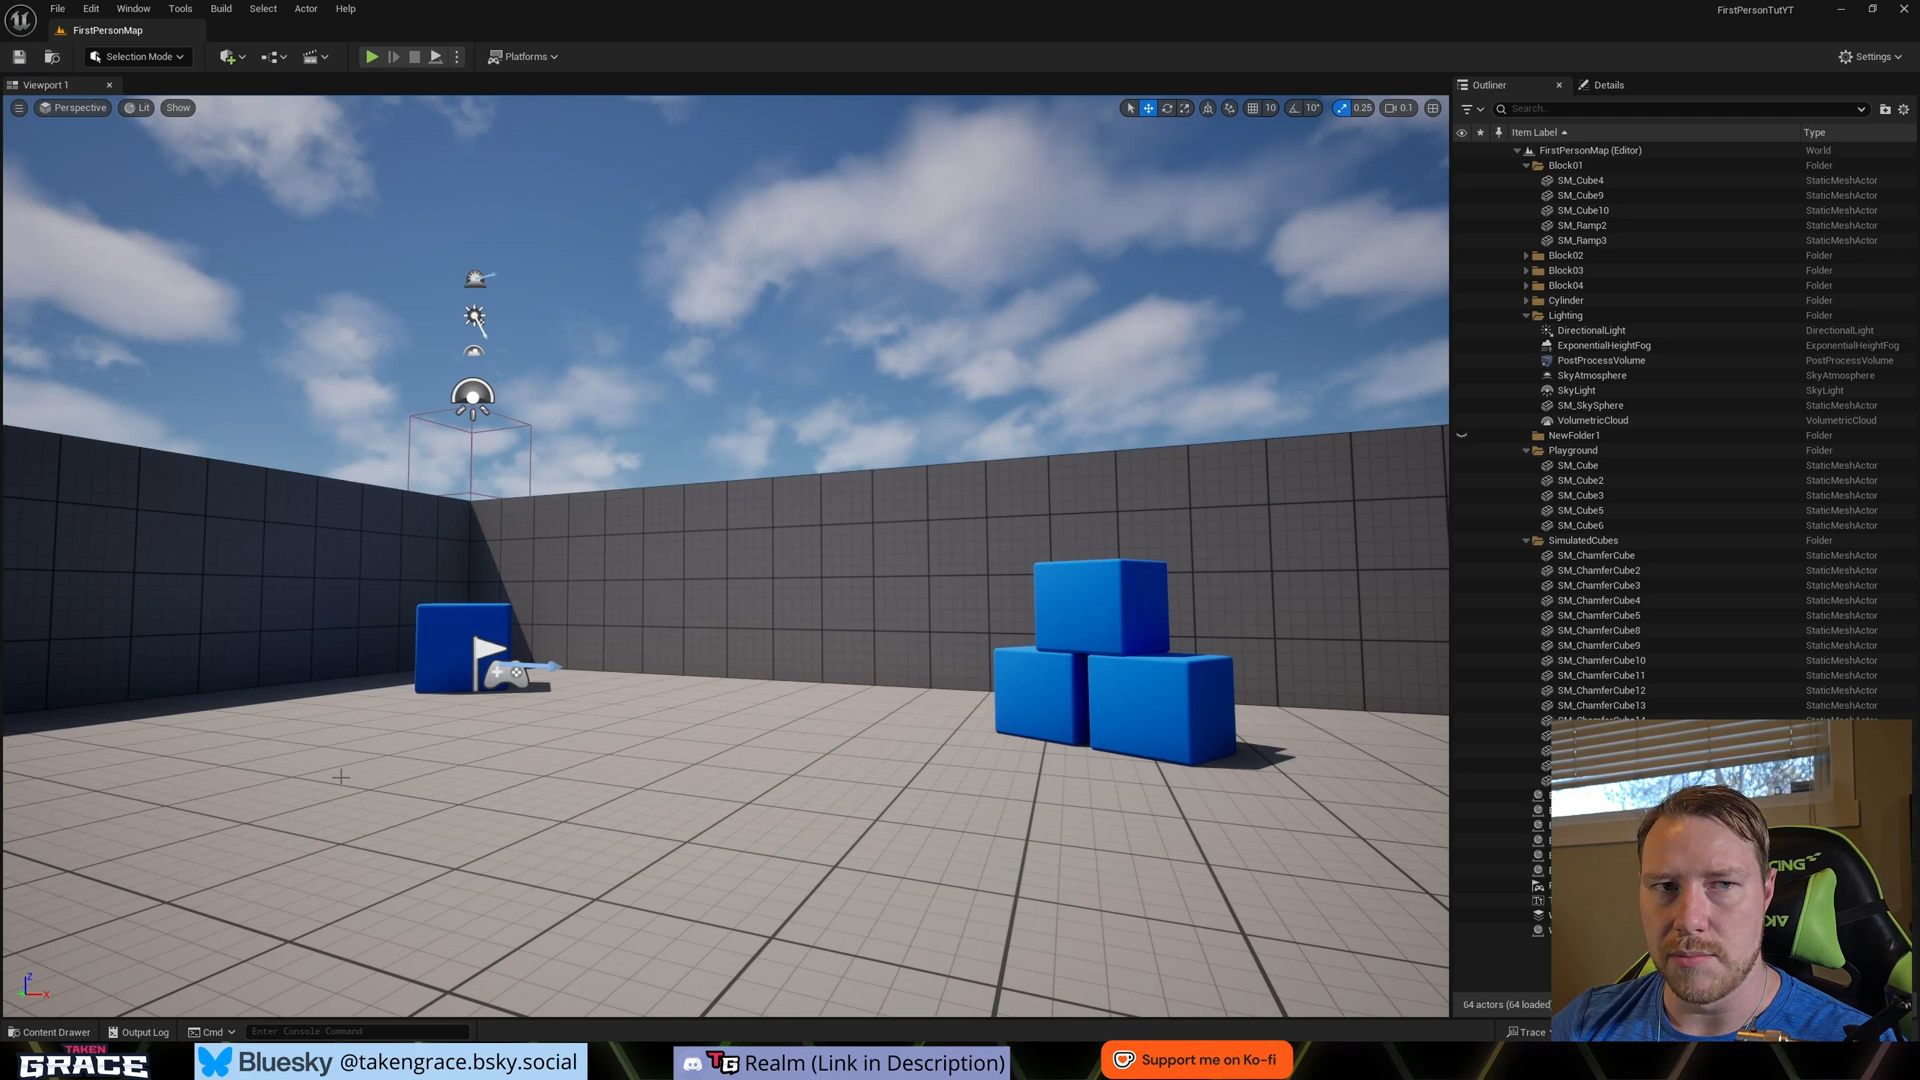 File Edit Window Tools Build Select Actor Help
FirstPersonTutYT
FirstPersonMap
Selection Mode
Platforms
Settings
Viewport 1
Outliner
Details
Perspective
Lit
Show
10
10°
0.25
0.1
Search...
Item Label
Type
FirstPersonMap (Editor) World
Block01 Folder
SM_Cube4 StaticMeshActor
SM_Cube9 StaticMeshActor
SM_Cube10 StaticMeshActor
SM_Ramp2 StaticMeshActor
SM_Ramp3 StaticMeshActor
Block02 Folder
Block03 Folder
Block04 Folder
Cylinder Folder
Lighting Folder
DirectionalLight DirectionalLight
ExponentialHeightFog ExponentialHeightFog
PostProcessVolume PostProcessVolume
SkyAtmosphere SkyAtmosphere
SkyLight SkyLight
SM_SkySphere StaticMeshActor
VolumetricCloud VolumetricCloud
NewFolder1 Folder
Playground Folder
SM_Cube StaticMeshActor
SM_Cube2 StaticMeshActor
SM_Cube3 StaticMeshActor
SM_Cube5 StaticMeshActor
SM_Cube6 StaticMeshActor
SimulatedCubes Folder
SM_ChamferCube StaticMeshActor
SM_ChamferCube2 StaticMeshActor
SM_ChamferCube3 StaticMeshActor
SM_ChamferCube4 StaticMeshActor
SM_ChamferCube5 StaticMeshActor
SM_ChamferCube8 StaticMeshActor
SM_ChamferCube9 StaticMeshActor
SM_ChamferCube10 StaticMeshActor
SM_ChamferCube11 StaticMeshActor
SM_ChamferCube12 StaticMeshActor
SM_ChamferCube13 StaticMeshActor
64 actors (64 loaded
Z
X
Content Drawer
Output Log
Cmd
Enter Console Command
Trace
TAKEN
GRACE
Bluesky @takengrace.bsky.social
TG Realm (Link in Description)
Support me on Ko-fi